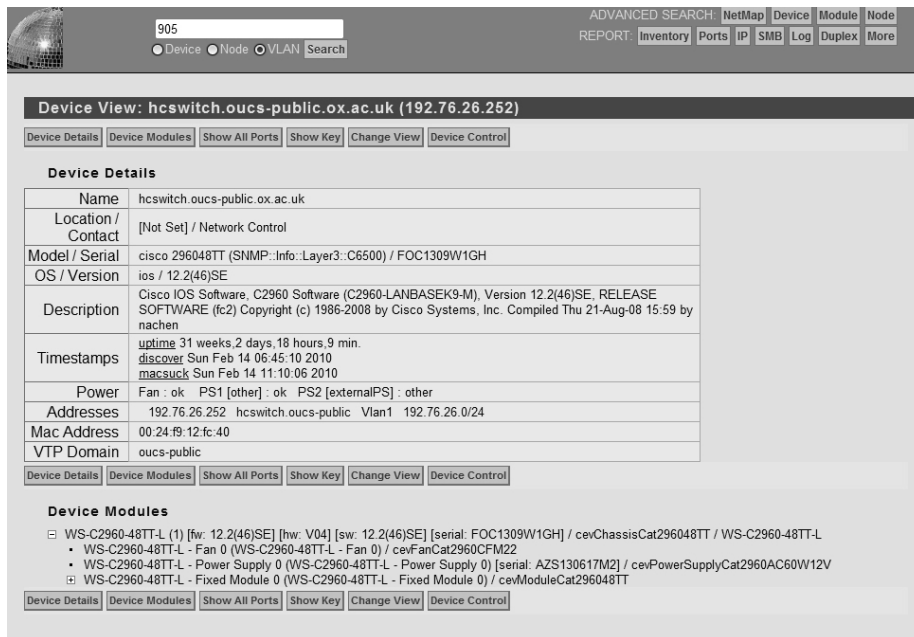 905
ADVANCED SEARCH: NetMap Device Module Node
Device Node VLAN Search
REPORT: Inventory Ports IP SMB Log Duplex More
Device View: hcswitch.oucs-public.ox.ac.uk (192.76.26.252)
Device Details Device Modules Show All Ports Show Key Change View Device Control
Device Details
Name hcswitch.oucs-public.ox.ac.uk
Location /
Contact [Not Set] / Network Control
Model / Serial cisco 296048TT (SNMP::Info::Layer3::C6500) / FOC1309W1GH
OS / Version ios / 12.2(46)SE
Description Cisco IOS Software, C2960 Software (C2960-LANBASEK9-M), Version 12.2(46)SE, RELEASE
SOFTWARE (fc2) Copyright (c) 1986-2008 by Cisco Systems, Inc. Compiled Thu 21-Aug-08 15:59 by
nachen
Timestamps uptime 31 weeks,2 days,18 hours,9 min.
discover Sun Feb 14 06:45:10 2010
macsuck Sun Feb 14 11:10:06 2010
Power Fan : ok PS1 [other] : ok PS2 [externalPS] : other
Addresses 192.76.26.252 hcswitch.oucs-public Vlan1 192.76.26.0/24
Mac Address 00:24:f9:12:fc:40
VTP Domain oucs-public
Device Details Device Modules Show All Ports Show Key Change View Device Control
Device Modules
WS-C2960-48TT-L (1) [fw: 12.2(46)SE] [hw: V04] [sw: 12.2(46)SE] [serial: FOC1309W1GH] / cevChassisCat296048TT / WS-C2960-48TT-L
WS-C2960-48TT-L - Fan 0 (WS-C2960-48TT-L - Fan 0) / cevFanCat2960CFM22
WS-C2960-48TT-L - Power Supply 0 (WS-C2960-48TT-L - Power Supply 0) [serial: AZS130617M2] / cevPowerSupplyCat2960AC60W12V
WS-C2960-48TT-L - Fixed Module 0 (WS-C2960-48TT-L - Fixed Module 0) / cevModuleCat296048TT
Device Details Device Modules Show All Ports Show Key Change View Device Control